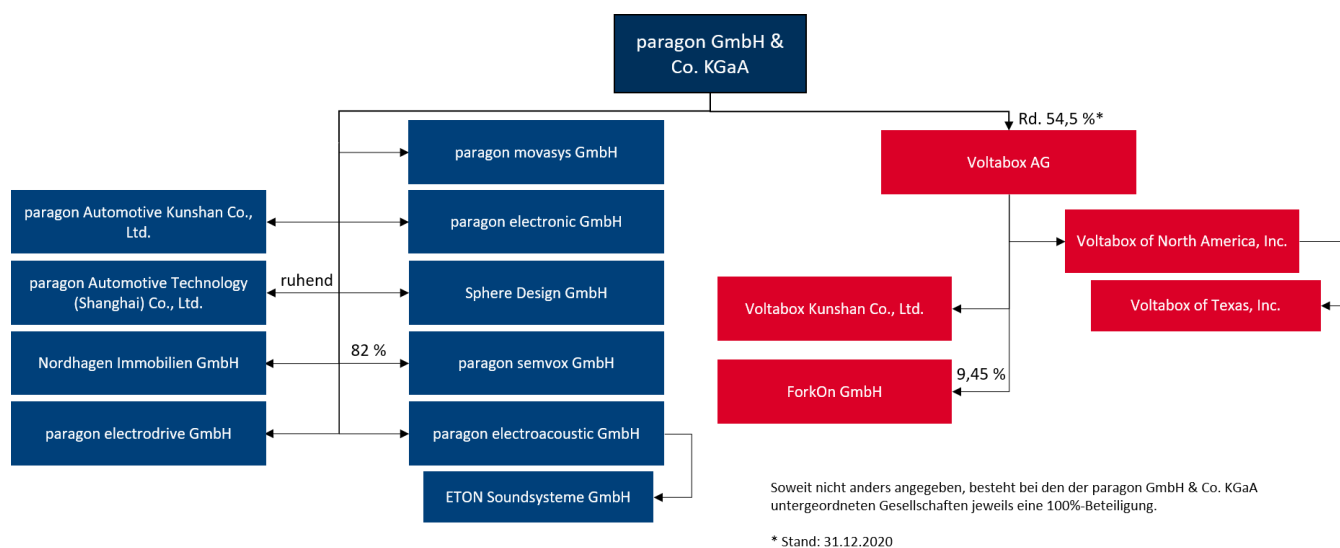 paragon GmbH &
Co. KGaA
Rd. 54,5 %*
paragon movasys GmbH
Voltabox AG
paragon Automotive Kunshan Co.,
Ltd.
paragon electronic GmbH
Voltabox of North America, Inc.
paragon Automotive Technology
(Shanghai) Co., Ltd.
ruhend
Sphere Design GmbH
Voltabox Kunshan Co., Ltd.
Voltabox of Texas, Inc.
Nordhagen Immobilien GmbH
82 %
paragon semvox GmbH
ForkOn GmbH
9,45 %
paragon electrodrive GmbH
paragon electroacoustic GmbH
ETON Soundsysteme GmbH
Soweit nicht anders angegeben, besteht bei den der paragon GmbH & Co. KGaA
untergeordneten Gesellschaften jeweils eine 100%-Beteiligung.
* Stand: 31.12.2020